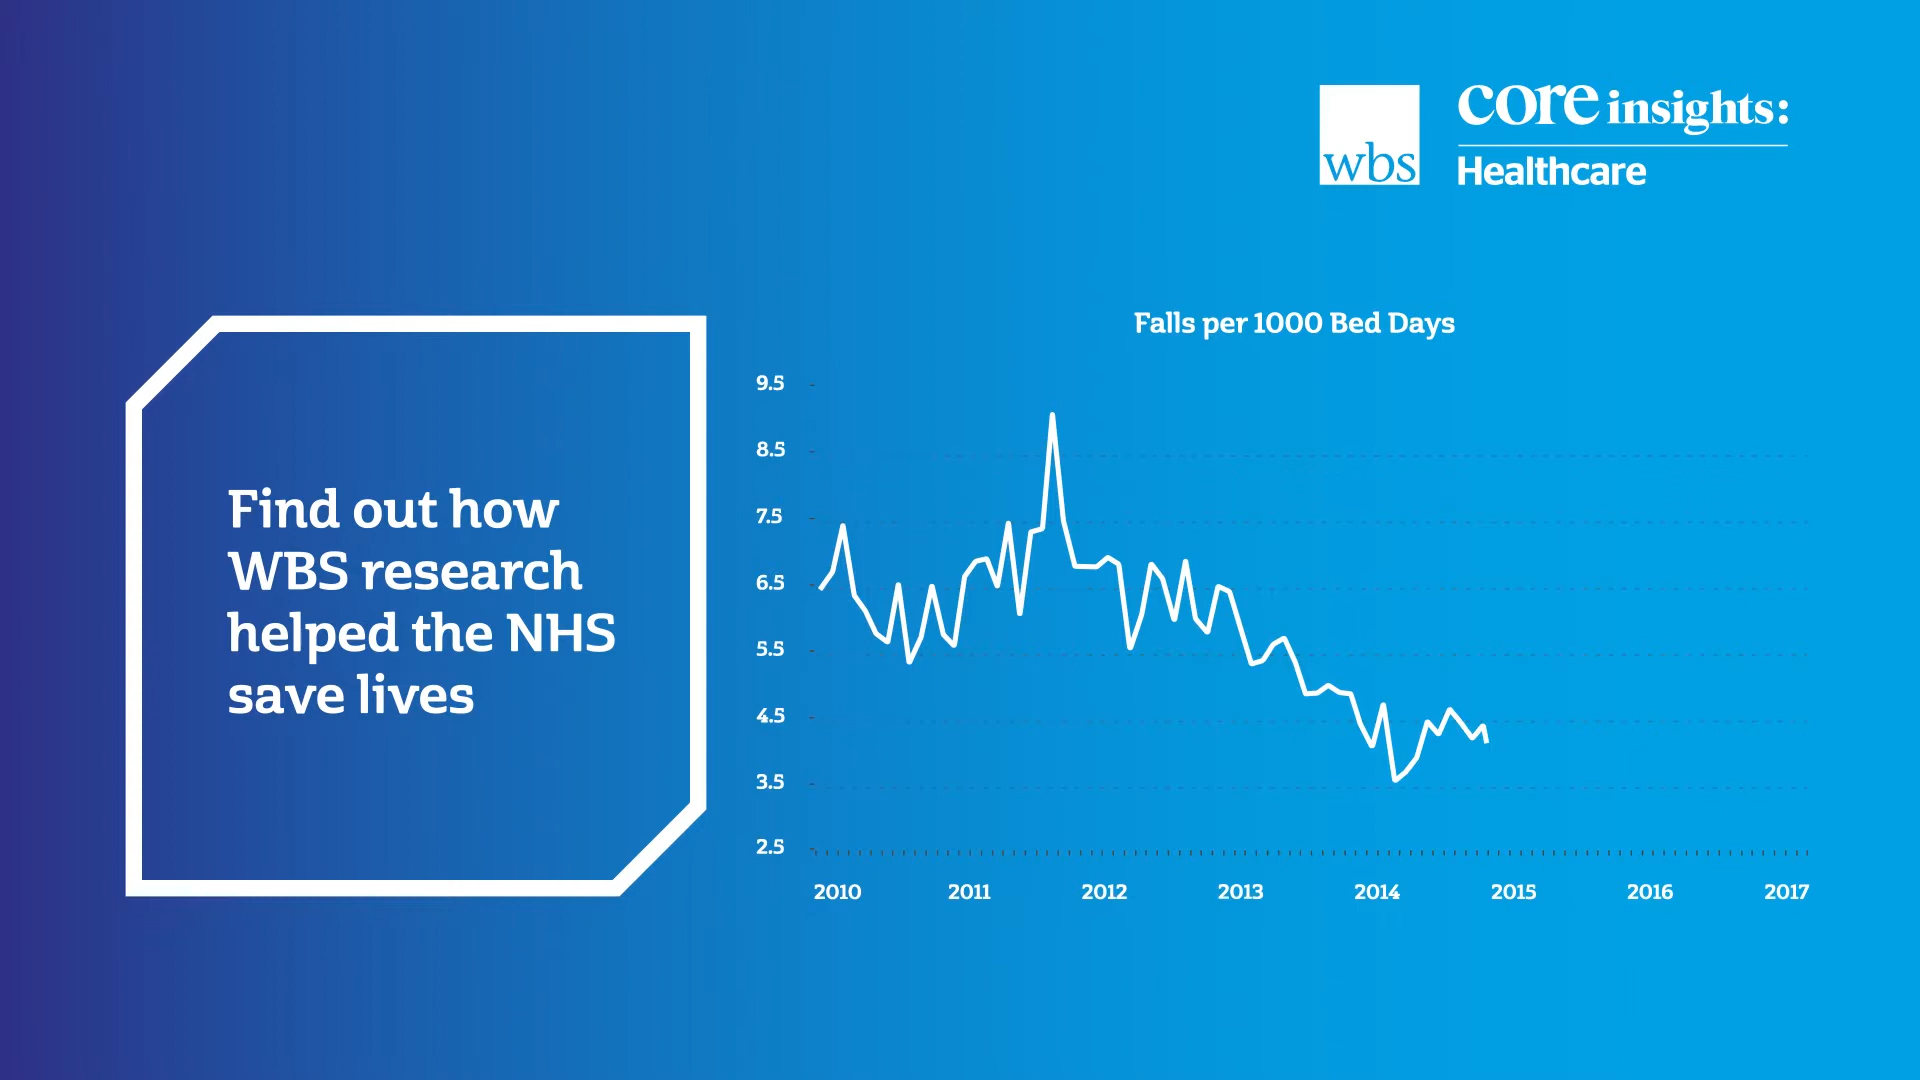 wbs
core insights:
Healthcare
Find out how
WBS research
helped the NHS
save lives
Falls per 1000 Bed Days
9.5
8.5
7.5
6.5
5.5
4.5
3.5
2.5
2010 2011 2012 2013 2014 2015 2016 2017